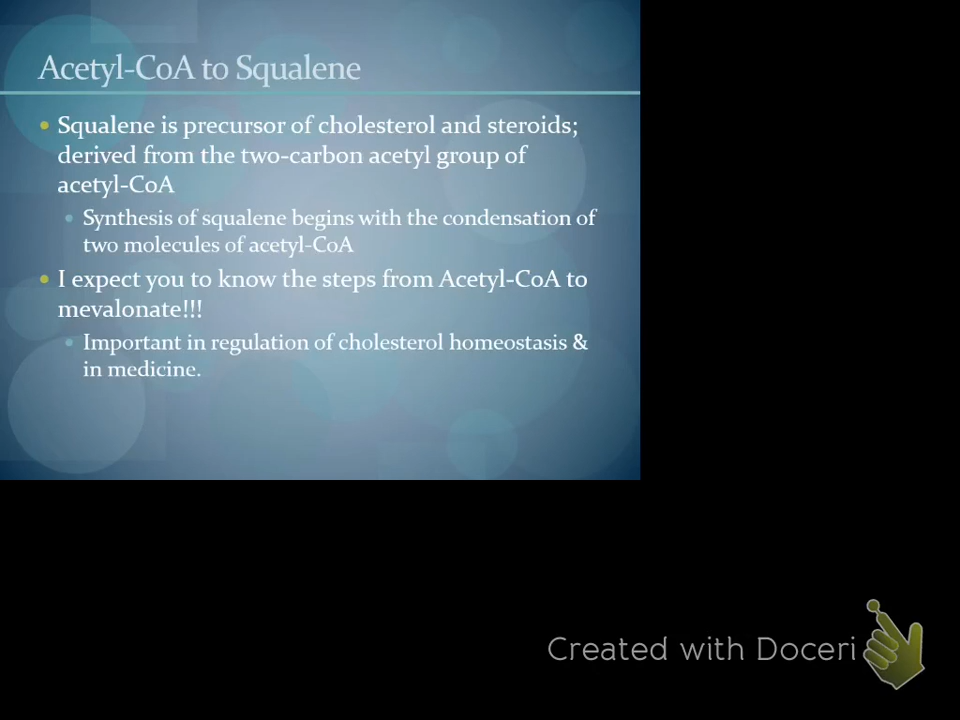 Acetyl-CoA to Squalene
• Squalene is precursor of cholesterol and steroids;
derived from the two-carbon acetyl group of
acetyl-CoA
• Synthesis of squalene begins with the condensation of
two molecules of acetyl-CoA
• I expect you to know the steps from Acetyl-CoA to
mevalonate!!!
• Important in regulation of cholesterol homeostasis &
in medicine.
Created with Doceri